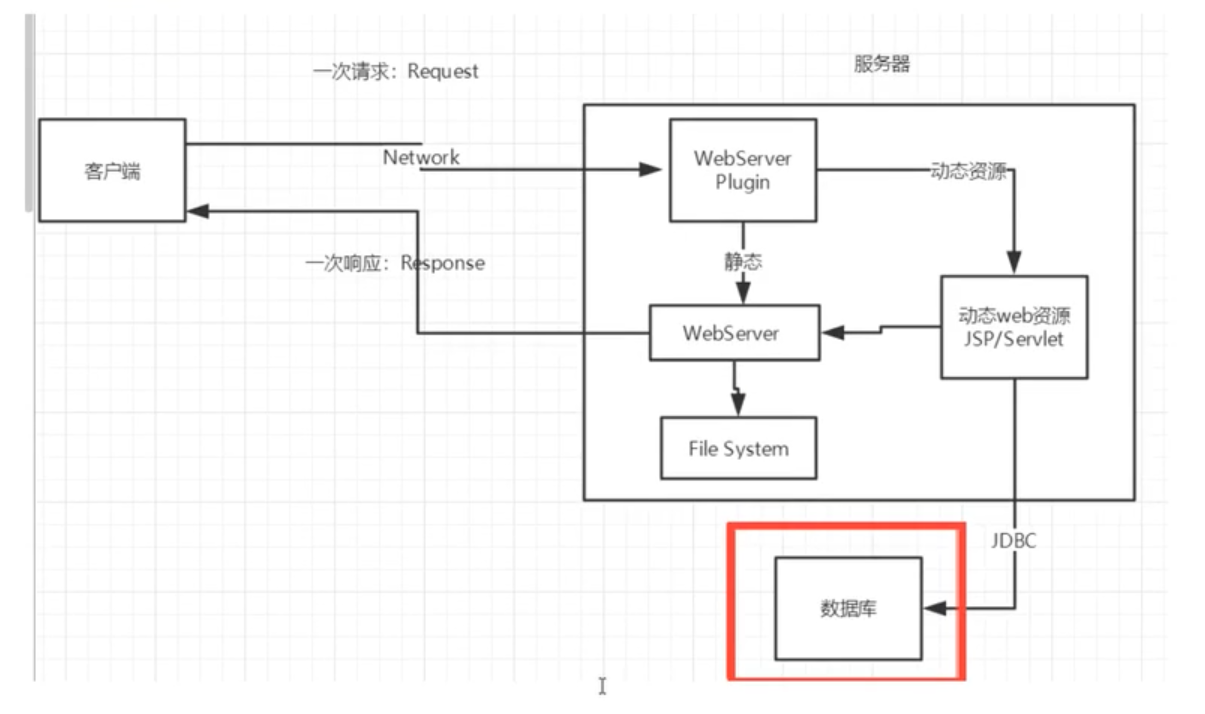 一次请求：Request
服务器
客户端
Network
WebServer
Plugin
动态资源
一次响应：Response
静态
WebServer
动态web资源
JSP/Servlet
File System
JDBC
数据库